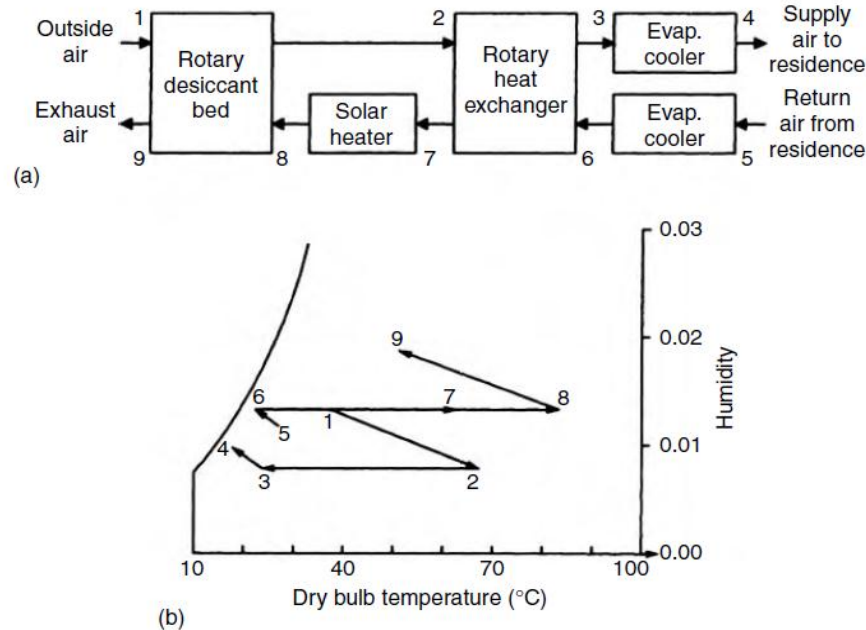 1
2
3
4
Outside
air
Rotary
desiccant
bed
Rotary
heat
exchanger
Evap.
cooler
Supply
air to
residence
Exhaust
air
Solar
heater
Evap.
cooler
Return
air from
residence
9
8
7
6
5
(a)
0.03
0.02
0.01
0.00
Humidity
9
6
7
8
5
1
4
3
2
10
40
70
100
Dry bulb temperature (°C)
(b)